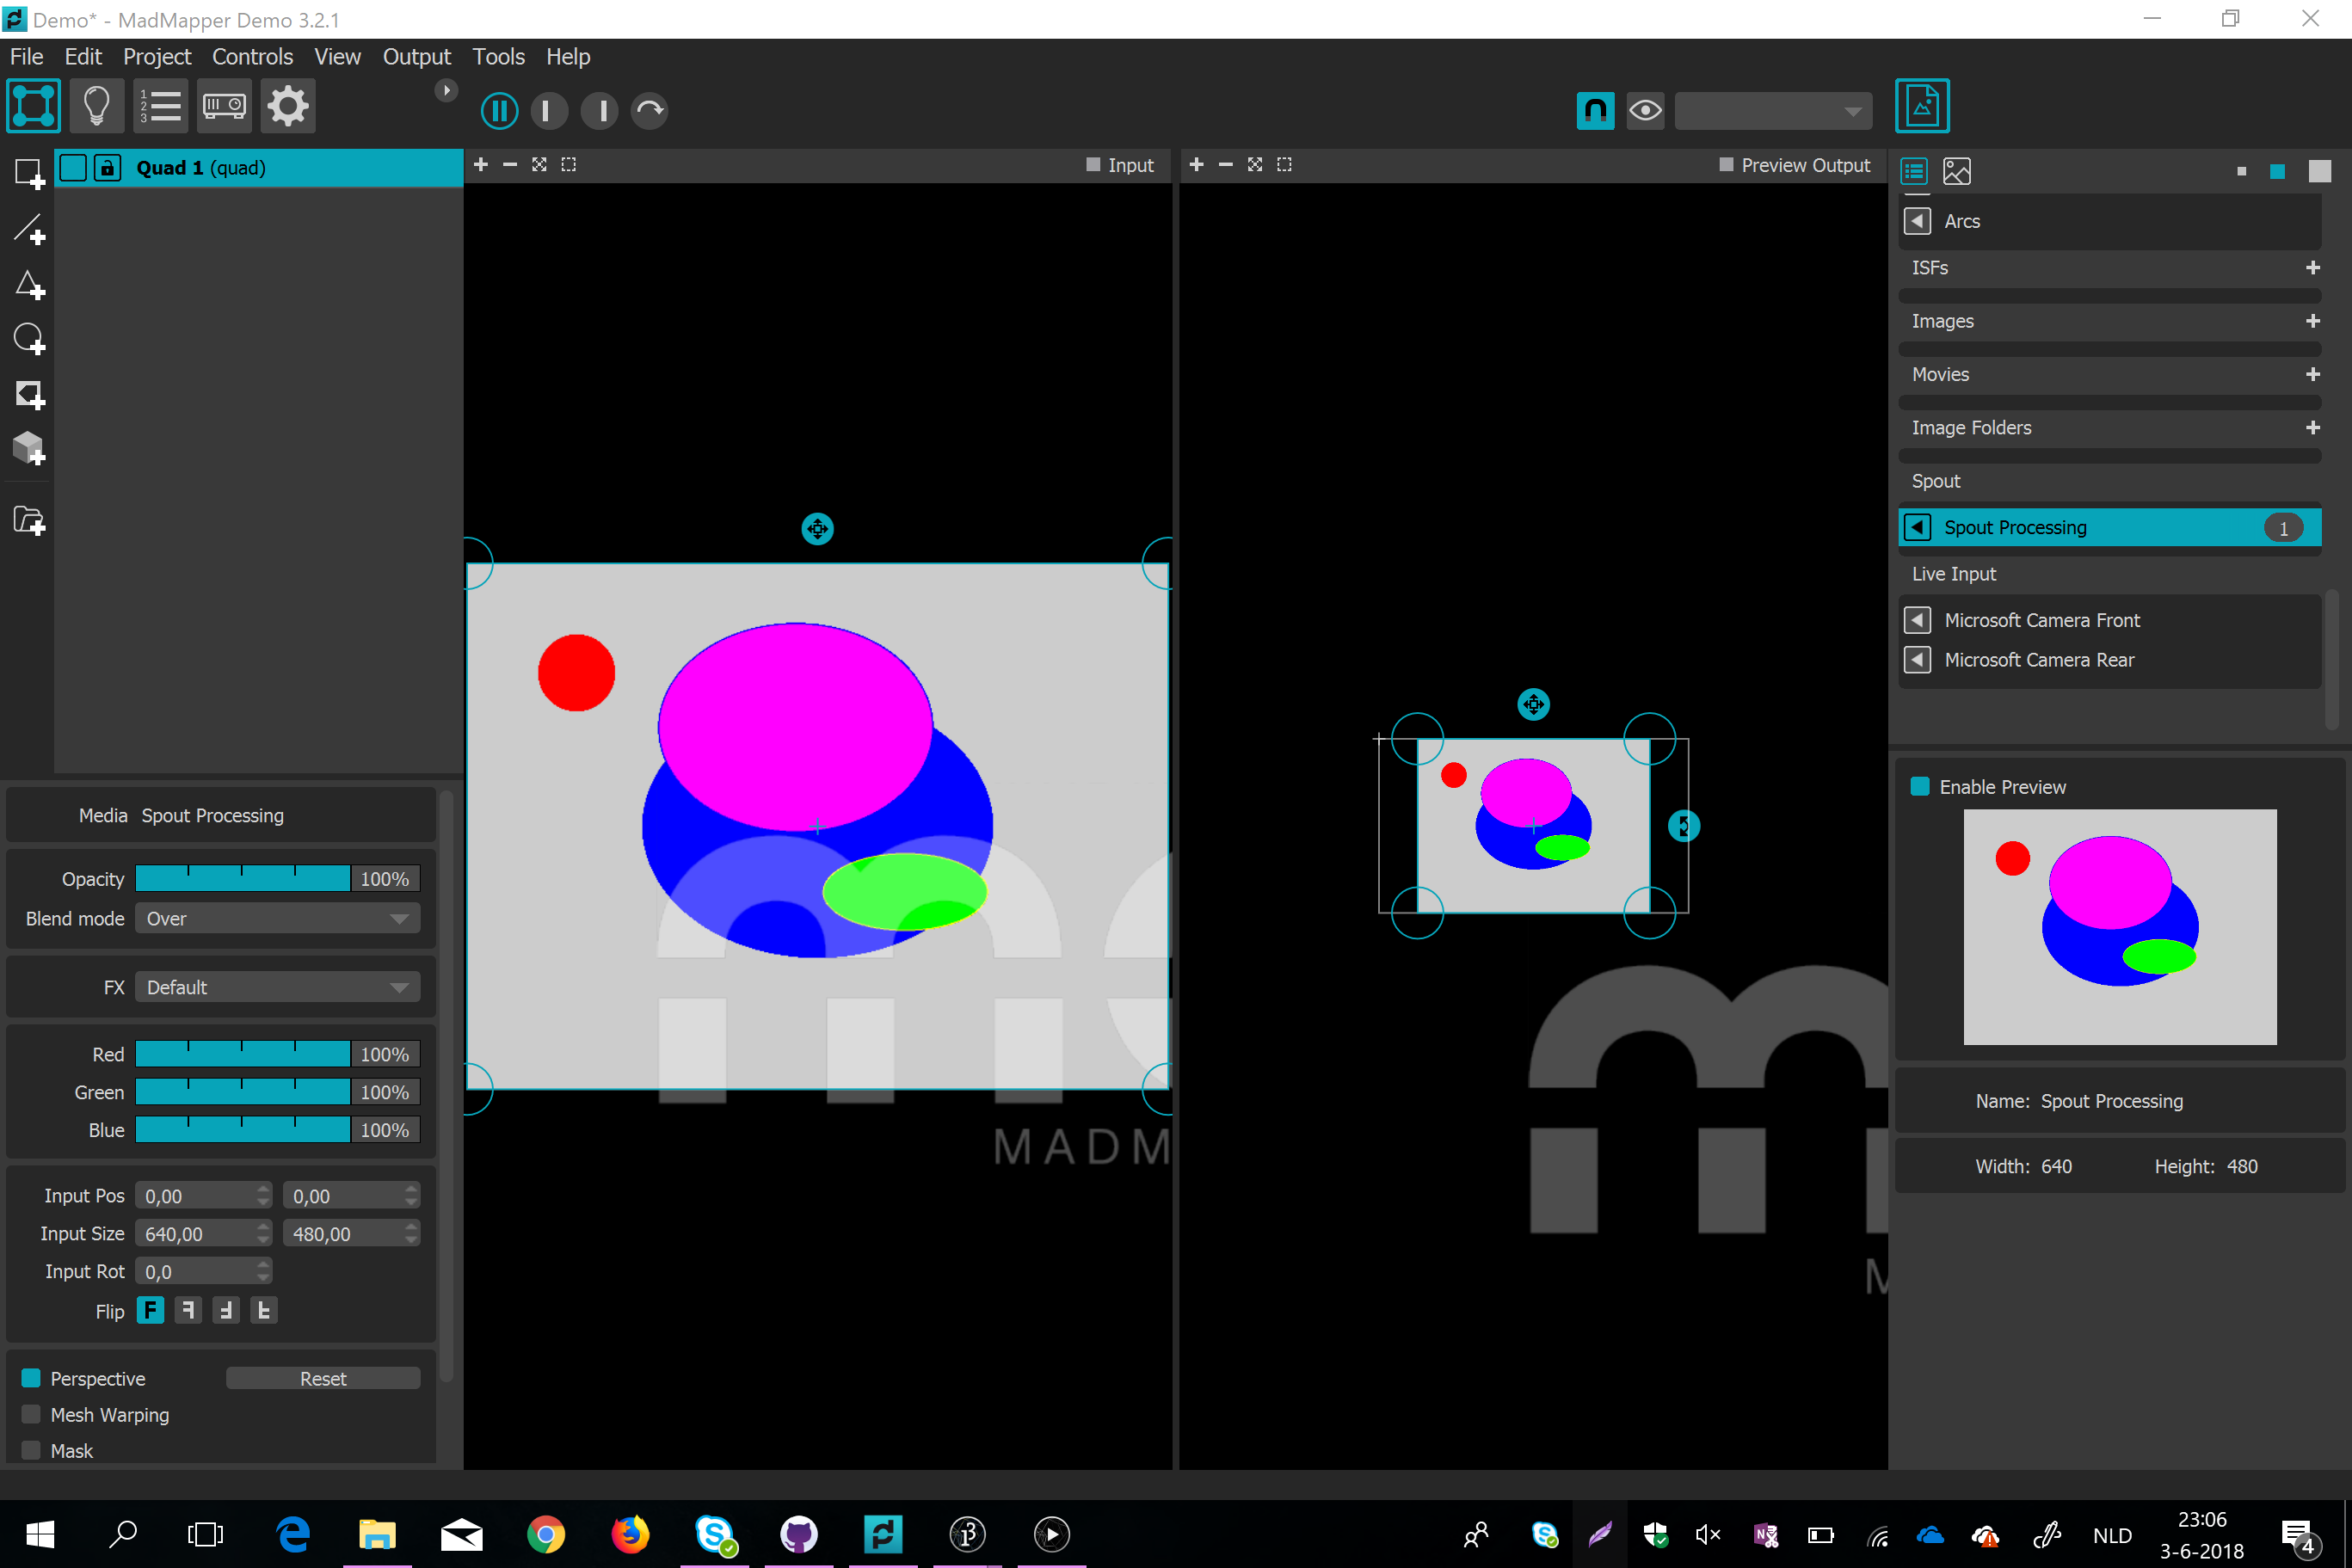 Demo* - MadMapper Demo 3.2.1
File Edit Project Controls View Output Tools Help
1
2
3
Quad 1 (quad)
Input
Preview Output
Arcs
ISFs
Images
Movies
Image Folders
Spout
Spout Processing 1
Live Input
Microsoft Camera Front
Microsoft Camera Rear
Enable Preview
Name: Spout Processing
Width: 640 Height: 480
Media Spout Processing
Opacity 100%
Blend mode Over
FX Default
Red 100%
Green 100%
Blue 100%
Input Pos 0,00 0,00
Input Size 640,00 480,00
Input Rot 0,0
Flip F F F F
Perspective Reset
Mesh Warping
Mask
MADM
M
NLD
23:06
3-6-2018
4